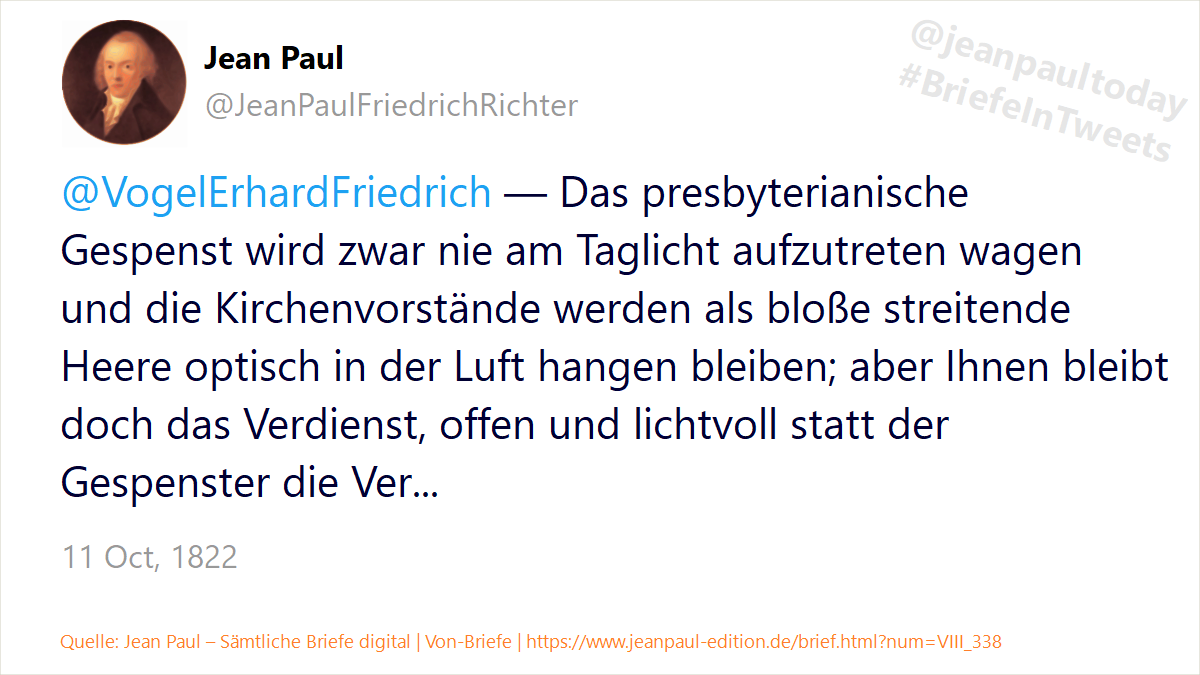 Jean Paul
@JeanPaulFriedrichRichter
@jeanpaultoday
#BriefeInTweets
@VogelErhardFriedrich — Das presbyterianische
Gespenst wird zwar nie am Taglicht aufzutreten wagen
und die Kirchenvorstände werden als bloße streitende
Heere optisch in der Luft hangen bleiben; aber Ihnen bleibt
doch das Verdienst, offen und lichtvoll statt der
Gespenster die Ver...
11 Oct, 1822
Quelle: Jean Paul – Sämtliche Briefe digital | Von-Briefe | https://www.jeanpaul-edition.de/brief.html?num=VIII_338